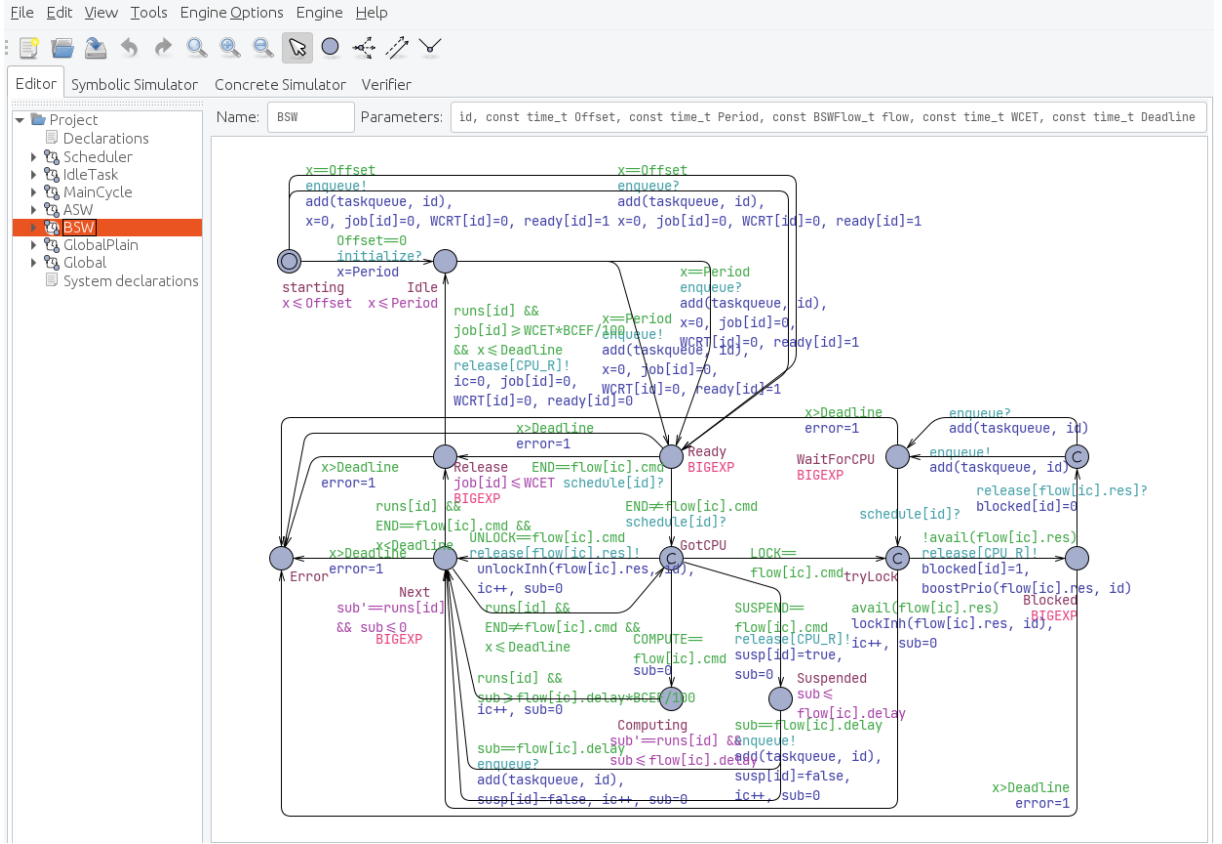 File Edit View Tools Engine Options Engine Help
Editor Symbolic Simulator Concrete Simulator Verifier
Project
Declarations
Scheduler
IdleTask
MainCycle
ASW
BSW
GlobalPlain
Global
System declarations
Name: BSW Parameters: id, const time_t Offset, const time_t Period, const BSWFlow_t flow, const time_t WCET, const time_t Deadline
x==Offset
enqueue!
add(taskqueue, id),
x=0, job[id]=0, WCRT[id]=0, ready[id]=1
x==Offset
enqueue?
add(taskqueue, id),
x=0, job[id]=0, WCRT[id]=0, ready[id]=1
Offset==0
initialize?
x=Period
starting
x≤Offset
Idle
x≤Period
x==Period
enqueue?
add(taskqueue, id),
x=0, job[id]=0,
WCRT[id]=0, ready[id]=1
x==Period
enqueue!
add(taskqueue, id),
x=0, job[id]=0,
WCRT[id]=0, ready[id]=1
runs[id] &&
job[id]≥WCET*BCEF/100
&& x≤Deadline
release[CPU_R]!
ic=0, job[id]=0,
WCRT[id]=0, ready[id]=0
x>Deadline
error=1
x>Deadline
error=1
enqueue?
add(taskqueue, id)
enqueue!
add(taskqueue, id)
C
Ready
BIGEXP
WaitForCPU
BIGEXP
x>Deadline
error=1
Release
job[id]≤WCET
BIGEXP
END==flow[ic].cmd
schedule[id]?
release[flow[ic].res]?
blocked[id]=0
runs[id] &&
END==flow[ic].cmd &&
x≤Deadline
END≠flow[ic].cmd
schedule[id]?
schedule[id]?
UNLOCK==flow[ic].cmd
release[flow[ic].res]!
unlockInh(flow[ic].res, id),
ic++, sub=0
!avail(flow[ic].res)
release[CPU_R]!
blocked[id]=1,
boostPrio(flow[ic].res, id)
x>Deadline
error=1
Error
C
GotCPU
LOCK==
flow[ic].cmd
C
tryLock
Blocked
BIGEXP
Next
sub'==runs[id]
&& sub≤0
BIGEXP
runs[id] &&
END≠flow[ic].cmd &&
x≤Deadline
SUSPEND==
flow[ic].cmd
release[CPU_R]!
susp[id]=true,
sub=0
avail(flow[ic].res)
lockInh(flow[ic].res, id),
ic++, sub=0
COMPUTE==
flow[ic].cmd
sub=0
runs[id] &&
sub≥flow[ic].delay*BCEF/100
ic++, sub=0
Suspended
sub≤
flow[ic].delay
Computing
sub'==runs[id] &&
sub≤flow[ic].delay
sub==flow[ic].delay
enqueue!
add(taskqueue, id),
susp[id]=false,
ic++, sub=0
sub==flow[ic].delay
enqueue?
add(taskqueue, id),
susp[id]=false, ic++, sub=0
x>Deadline
error=1